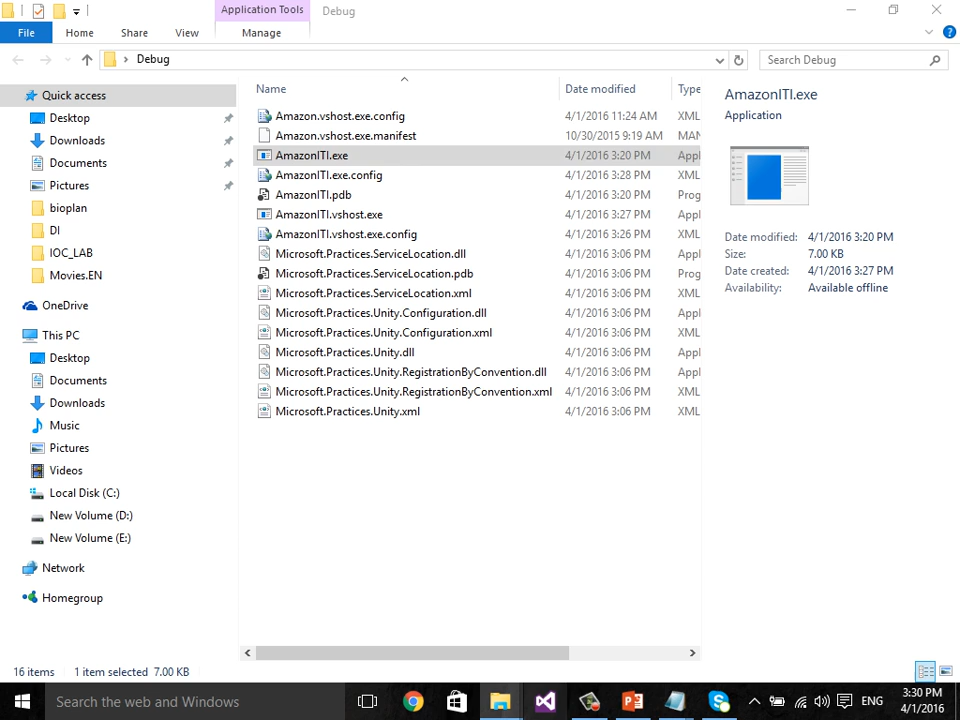 Application Tools
Debug
File
Home
Share
View
Manage
Debug
Search Debug
Quick access
Desktop
Downloads
Documents
Pictures
bioplan
DI
IOC_LAB
Movies.EN
OneDrive
This PC
Desktop
Documents
Downloads
Music
Pictures
Videos
Local Disk (C:)
New Volume (D:)
New Volume (E:)
Network
Homegroup
Name Date modified Type
Amazon.vshost.exe.config 4/1/2016 11:24 AM XML
Amazon.vshost.exe.manifest 10/30/2015 9:19 AM MAN
AmazonITI.exe 4/1/2016 3:20 PM Appl
AmazonITI.exe.config 4/1/2016 3:28 PM XML
AmazonITI.pdb 4/1/2016 3:20 PM Prog
AmazonITI.vshost.exe 4/1/2016 3:27 PM Appl
AmazonITI.vshost.exe.config 4/1/2016 3:26 PM XML
Microsoft.Practices.ServiceLocation.dll 4/1/2016 3:06 PM Appl
Microsoft.Practices.ServiceLocation.pdb 4/1/2016 3:06 PM Prog
Microsoft.Practices.ServiceLocation.xml 4/1/2016 3:06 PM XML
Microsoft.Practices.Unity.Configuration.dll 4/1/2016 3:06 PM Appl
Microsoft.Practices.Unity.Configuration.xml 4/1/2016 3:06 PM XML
Microsoft.Practices.Unity.dll 4/1/2016 3:06 PM Appl
Microsoft.Practices.Unity.RegistrationByConvention.dll 4/1/2016 3:06 PM Appl
Microsoft.Practices.Unity.RegistrationByConvention.xml 4/1/2016 3:06 PM XML
Microsoft.Practices.Unity.xml 4/1/2016 3:06 PM XML
AmazonITI.exe
Application
Date modified: 4/1/2016 3:20 PM
Size: 7.00 KB
Date created: 4/1/2016 3:27 PM
Availability: Available offline
16 items 1 item selected 7.00 KB
Search the web and Windows
ENG
3:30 PM
4/1/2016